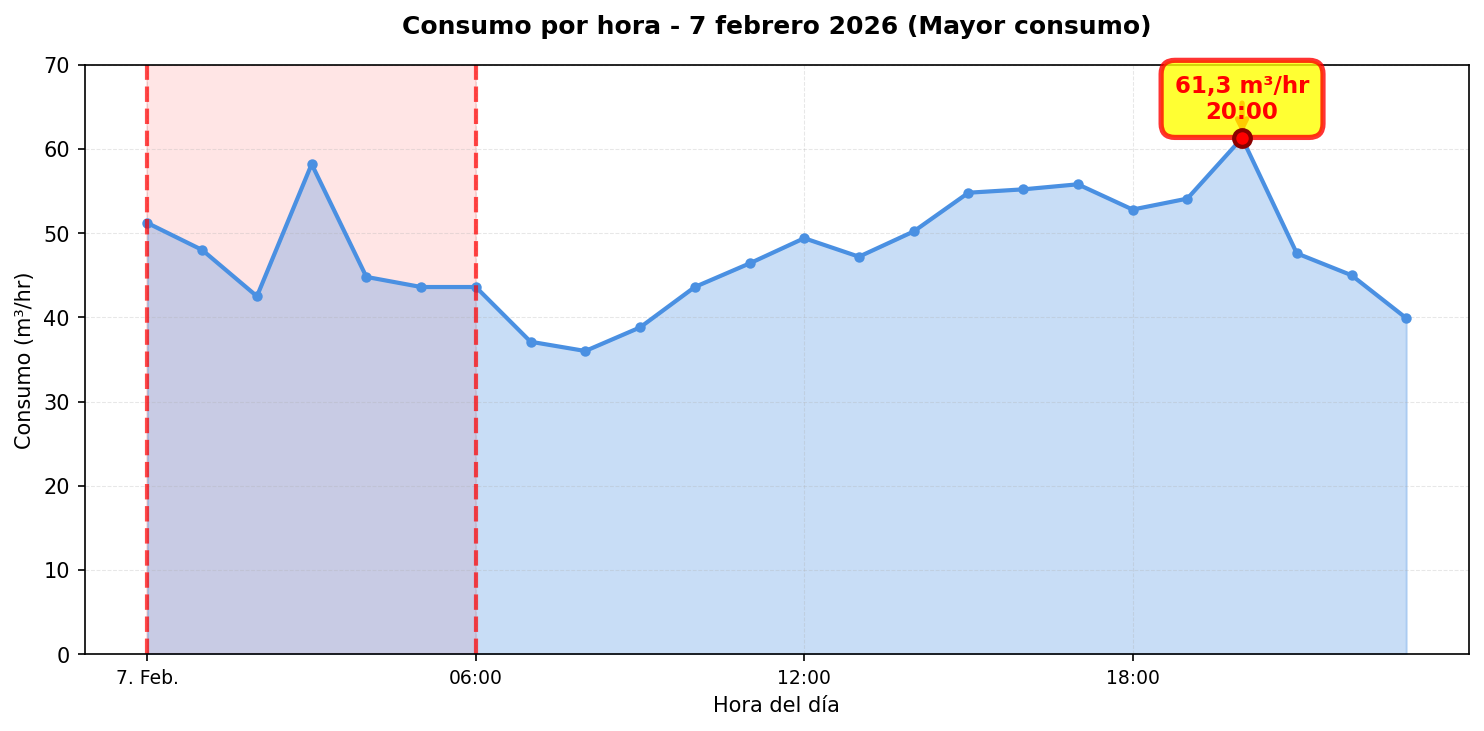 Consumo por hora - 7 febrero 2026 (Mayor consumo)
61,3 m³/hr
20:00
70
60
50
40
30
20
10
0
Consumo (m³/hr)
7. Feb.
06:00
12:00
18:00
Hora del día